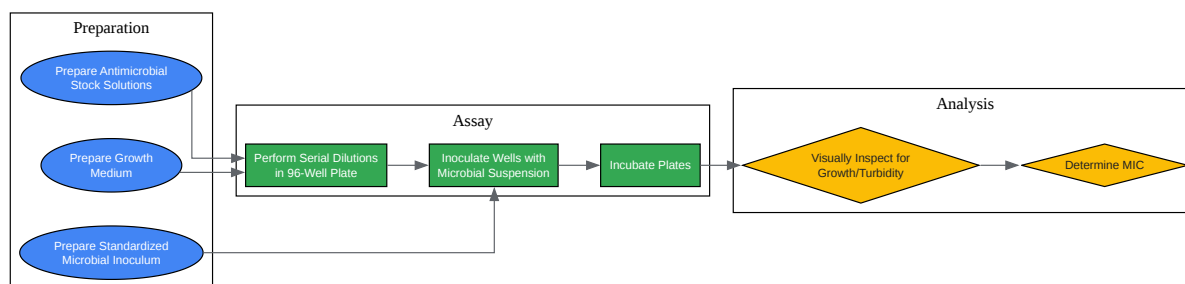 Preparation
Prepare Antimicrobial
Stock Solutions
Prepare Growth
Medium
Prepare Standardized
Microbial Inoculum
Assay
Perform Serial Dilutions
in 96-Well Plate
Inoculate Wells with
Microbial Suspension
Incubate Plates
Analysis
Visually Inspect for
Growth/Turbidity
Determine MIC